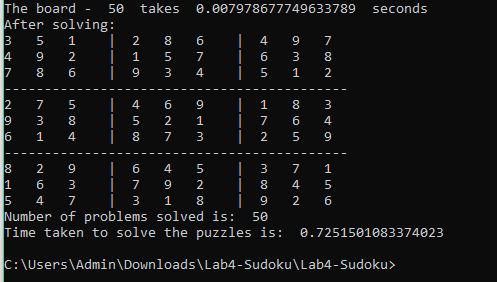 The board -  50  takes  0.007978677749633789  seconds
After solving:
3  5  1  |  2  8  6  |  4  9  7
4  9  2  |  1  5  7  |  6  3  8
7  8  6  |  9  3  4  |  5  1  2
-------------------------------------------
2  7  5  |  4  6  9  |  1  8  3
9  3  8  |  5  2  1  |  7  6  4
6  1  4  |  8  7  3  |  2  5  9
-------------------------------------------
8  2  9  |  6  4  5  |  3  7  1
1  6  3  |  7  9  2  |  8  4  5
5  4  7  |  3  1  8  |  9  2  6
Number of problems solved is:  50
Time taken to solve the puzzles is:  0.7251501083374023
C:\Users\Admin\Downloads\Lab4-Sudoku\Lab4-Sudoku>